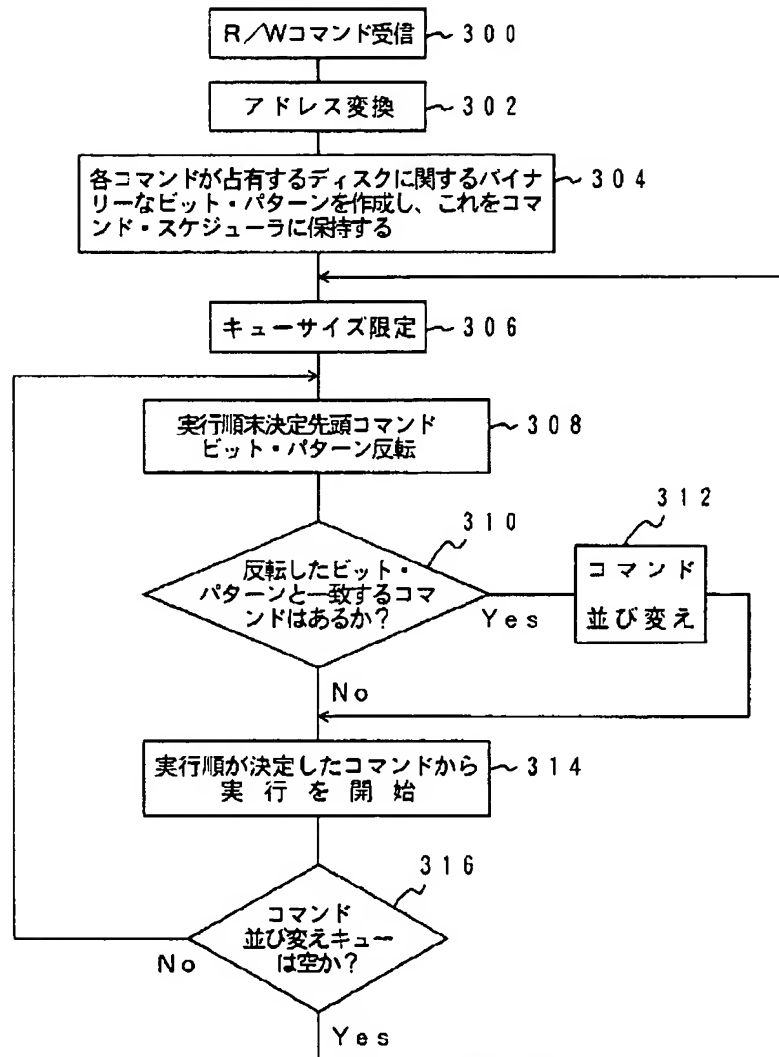 R/Wコマンド受信 ~300
アドレス変換 ~302
各コマンドが占有するディスクに関するバイナ
リーなビット・パターンを作成し、これをコマ
ンド・スケジューラに保持する
~304
キューサイズ限定 ~306
実行順末決定先頭コマンド
ビット・パターン反転
~308
310
反転したビット・
パターンと一致するコマ
ンドはあるか?
Yes
312
コマンド
並び変え
No
実行順が決定したコマンドから
実行を開始
~314
316
コマンド
並び変えキュー
は空か?
No
Yes